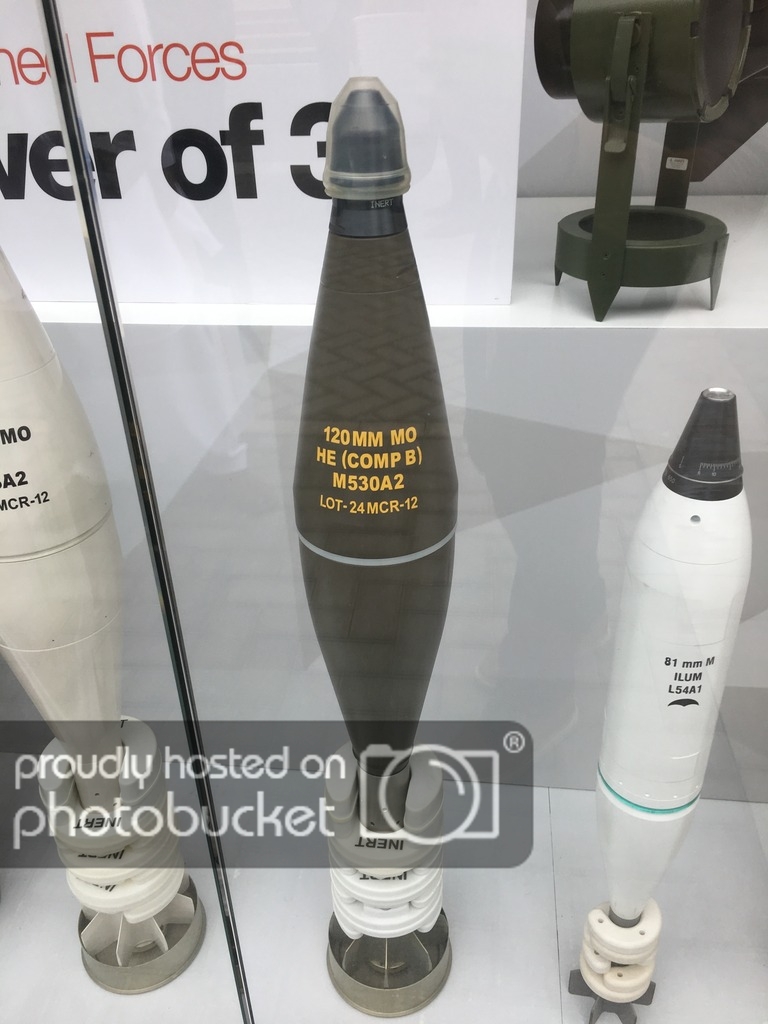 ned Forces
wer of 3
INERT
120MM MO
HE (COMP B)
M530A2
LOT-24MCR-12
MO
A2
MCR-12
81 mm M
ILUM
L54A1
proudly hosted on
photobucket
®
INERT
INERT